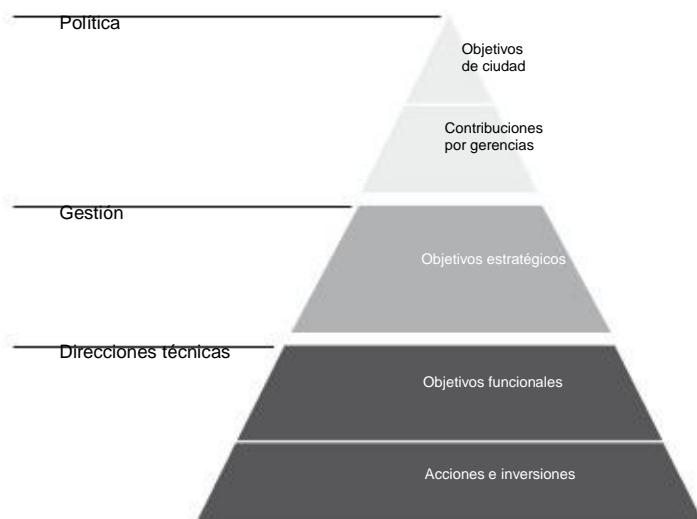 Política
Objetivos
de ciudad
Contribuciones
por gerencias
Gestión
Objetivos estratégicos
Direcciones técnicas
Objetivos funcionales
Acciones e inversiones